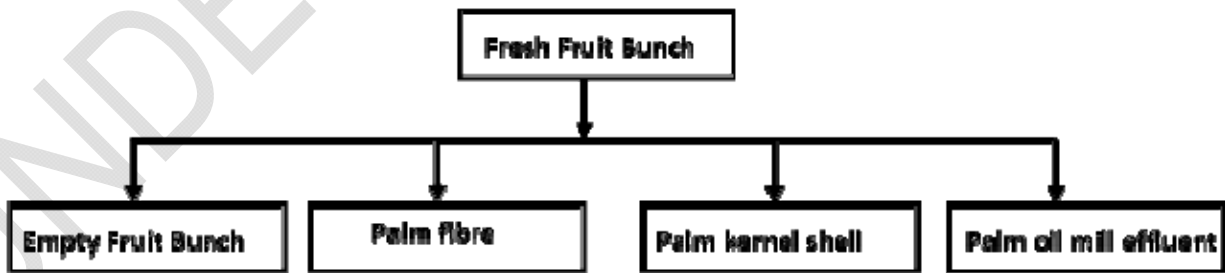 Fresh Fruit Bunch
Empty Fruit Bunch
Palm fibre
Palm kernel shell
Palm oil mill effluent